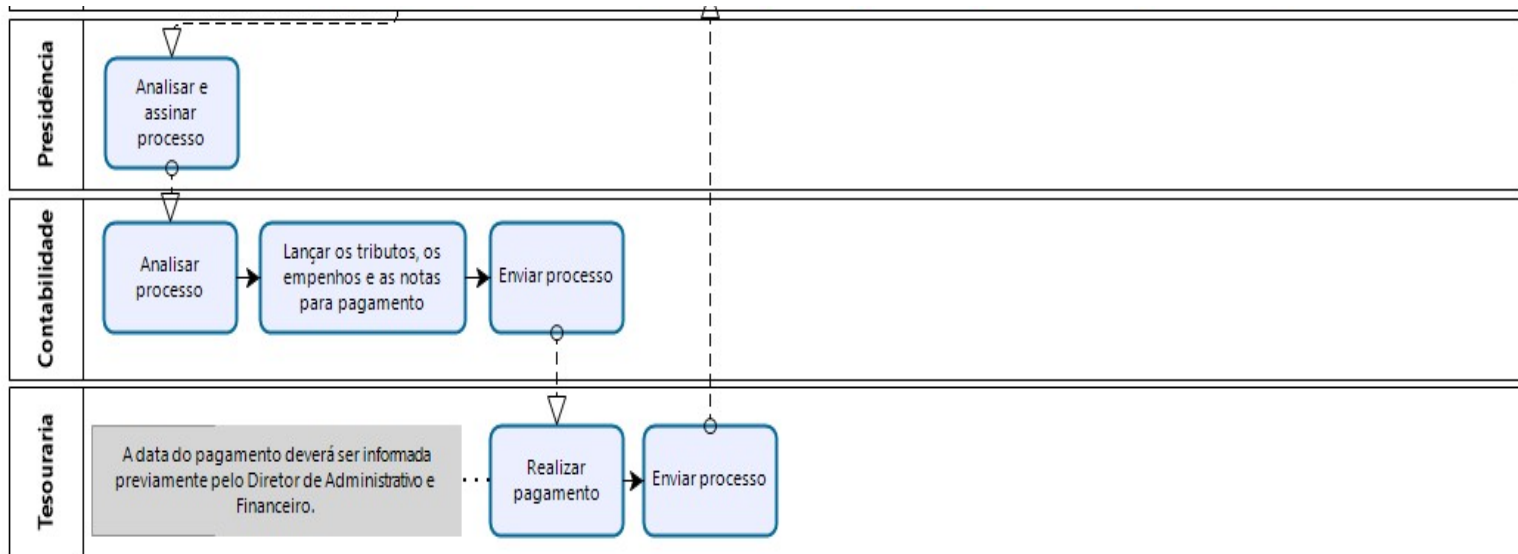 Presidência
Analisar e
assinar
processo
Contabilidade
Analisar
processo
Lançar os tributos, os
empenhos e as notas
para pagamento
Enviar processo
Tesouraria
A data do pagamento deverá ser informada
previamente pelo Diretor de Administrativo e
Financeiro.
Realizar
pagamento
Enviar processo